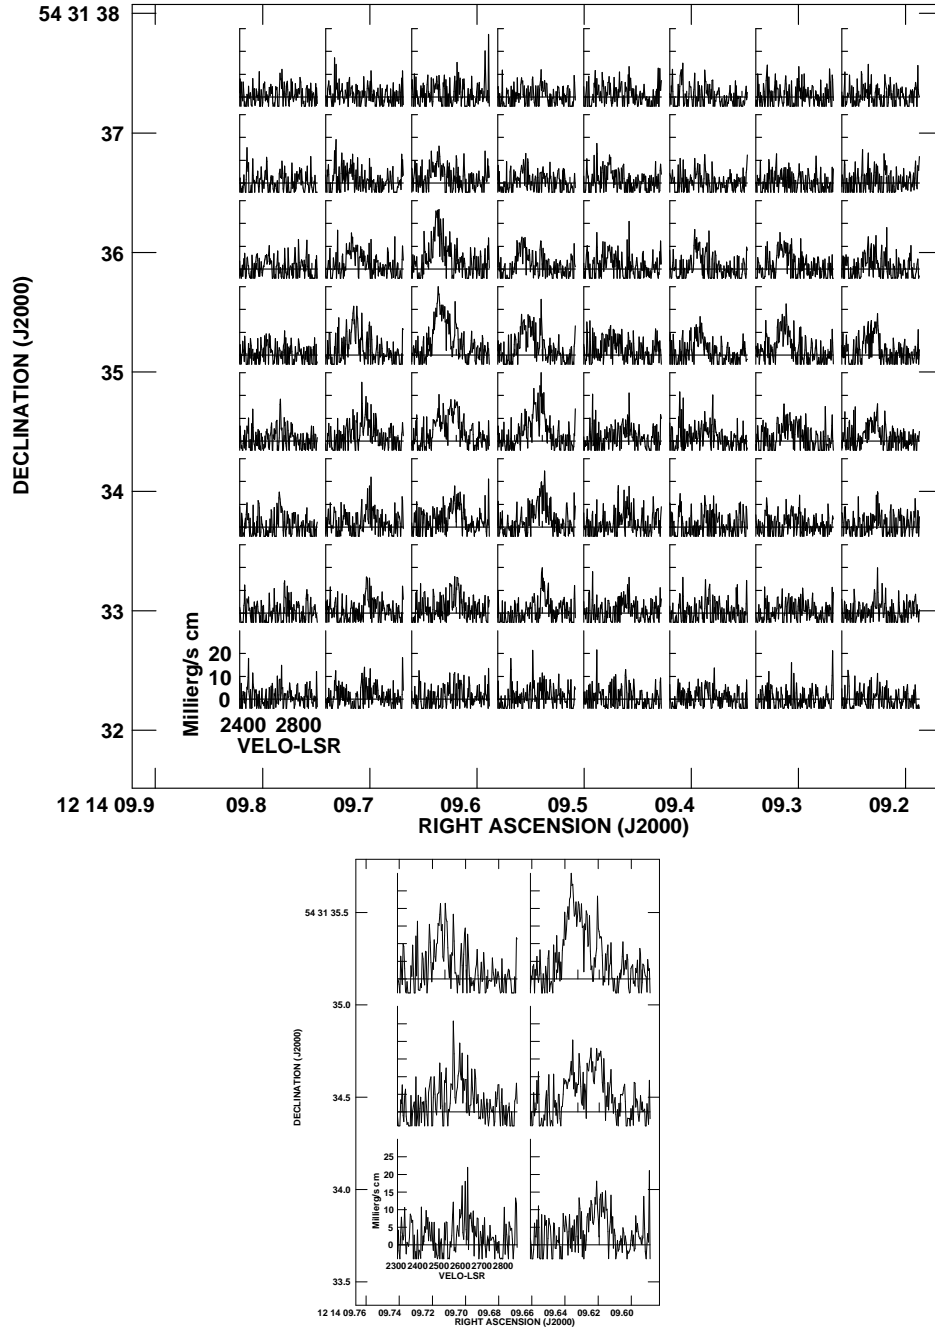 54 31 38
37
36
35
34
33
32
DECLINATION (J2000)
Millierg/s cm
20
10
0
2400 2800
VELO-LSR
12 14 09.9 09.8 09.7 09.6 09.5 09.4 09.3 09.2
RIGHT ASCENSION (J2000)
54 31 35.5
35.0
34.5
34.0
33.5
DECLINATION (J2000)
Millierg/s cm
25
20
15
10
5
0
2300 2400 2500 2600 2700 2800
VELO-LSR
12 14 09.76 09.74 09.72 09.70 09.68 09.66 09.64 09.62 09.60
RIGHT ASCENSION (J2000)